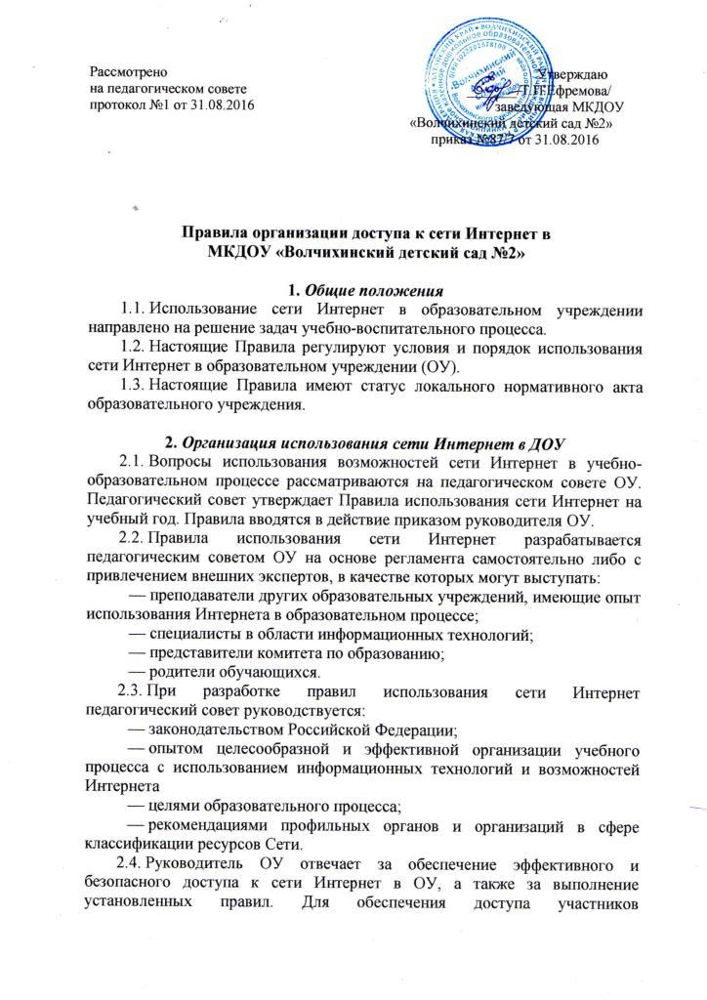 Рассмотрено
на педагогическом совете
протокол №1 от 31.08.2016
Утверждаю
/Т.П.Ефремова/
заведующая МКДОУ
«Волчихинский детский сад №2»
приказ №87/7 от 31.08.2016
Правила организации доступа к сети Интернет в
МКДОУ «Волчихинский детский сад №2»
1. Общие положения
1.1. Использование сети Интернет в образовательном учреждении
направлено на решение задач учебно-воспитательного процесса.
1.2. Настоящие Правила регулируют условия и порядок использования
сети Интернет в образовательном учреждении (ОУ).
1.3. Настоящие Правила имеют статус локального нормативного акта
образовательного учреждения.
2. Организация использования сети Интернет в ДОУ
2.1. Вопросы использования возможностей сети Интернет в учебно-
образовательном процессе рассматриваются на педагогическом совете ОУ.
Педагогический совет утверждает Правила использования сети Интернет на
учебный год. Правила вводятся в действие приказом руководителя ОУ.
2.2. Правила использования сети Интернет разрабатывается
педагогическим советом ОУ на основе регламента самостоятельно либо с
привлечением внешних экспертов, в качестве которых могут выступать:
— преподаватели других образовательных учреждений, имеющие опыт
использования Интернета в образовательном процессе;
— специалисты в области информационных технологий;
— представители комитета по образованию;
— родители обучающихся.
2.3. При разработке правил использования сети Интернет
педагогический совет руководствуется:
— законодательством Российской Федерации;
— опытом целесообразной и эффективной организации учебного
процесса с использованием информационных технологий и возможностей
Интернета
— целями образовательного процесса;
— рекомендациями профильных органов и организаций в сфере
классификации ресурсов Сети.
2.4. Руководитель ОУ отвечает за обеспечение эффективного и
безопасного доступа к сети Интернет в ОУ, а также за выполнение
установленных правил. Для обеспечения доступа участников